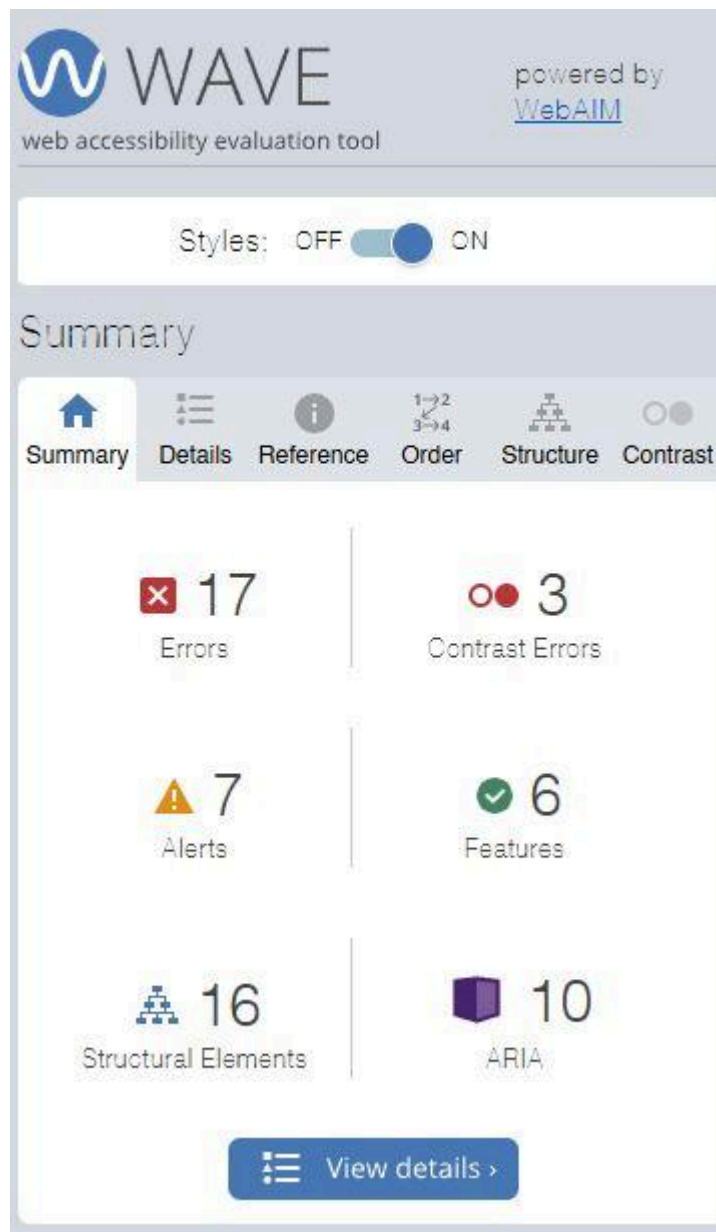 WAVE
powered by
WebAIM
web accessibility evaluation tool
Styles: OFF ON
Summary
1→2
3→4
Summary Details Reference Order Structure Contrast
17 3
Errors Contrast Errors
7 6
Alerts Features
16 10
Structural Elements ARIA
View details ›